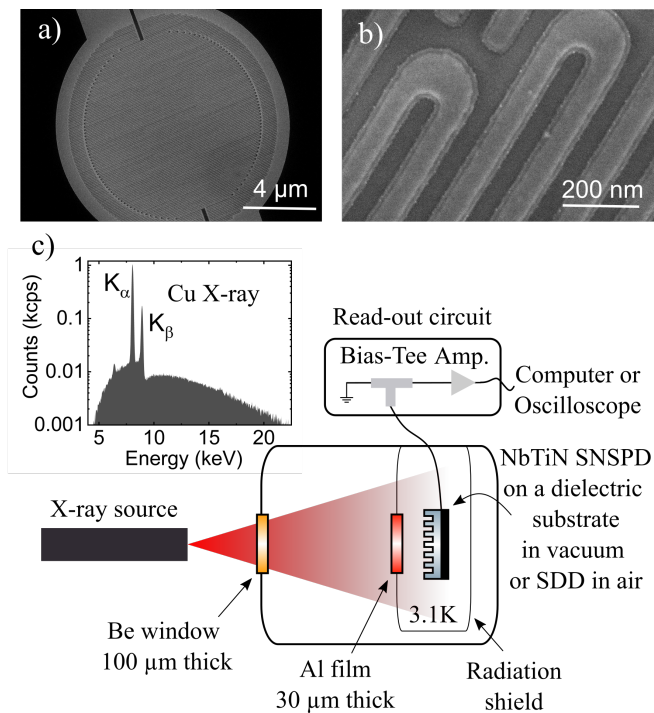 a)
4 µm
b)
200 nm
c)
Counts (kcps)
1
0.1
0.01
0.001
Kα
Kβ
Cu X-ray
5
10
15
20
Energy (keV)
Read-out circuit
Bias-Tee Amp.
Computer or
Oscilloscope
NbTiN SNSPD
on a dielectric
substrate
in vacuum
or SDD in air
X-ray source
3.1K
Be window
100 µm thick
Al film
30 µm thick
Radiation
shield